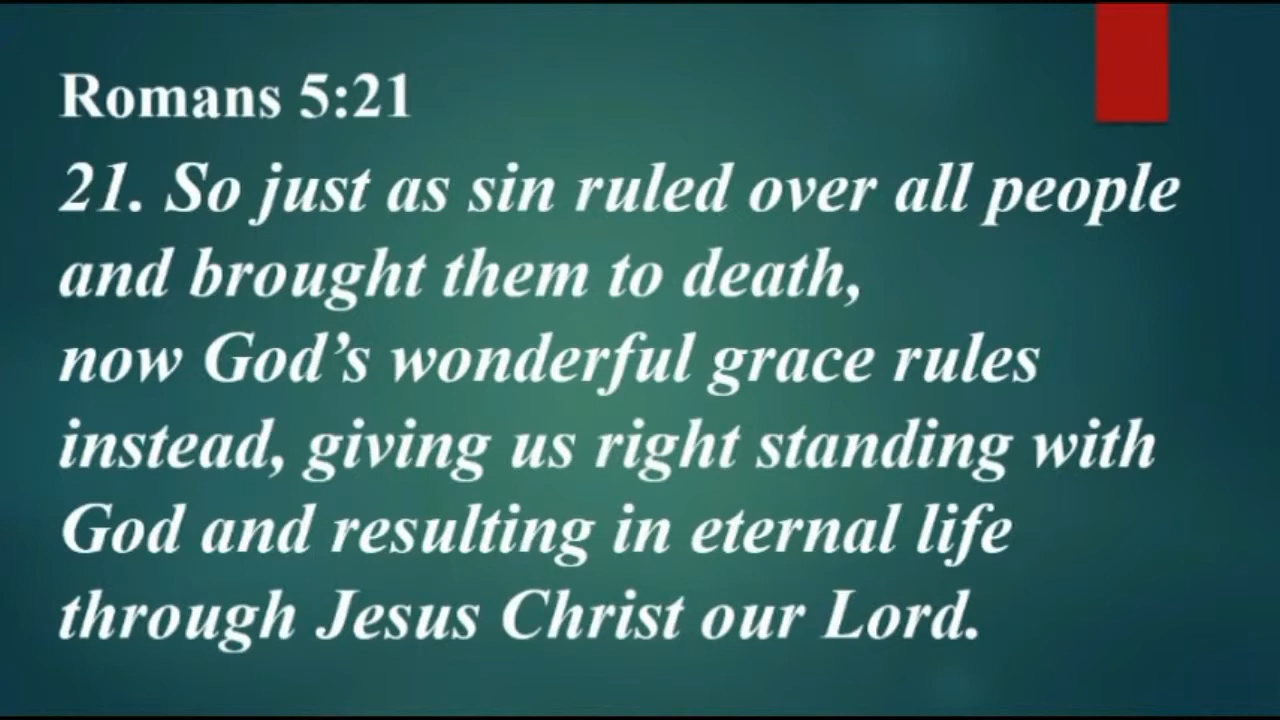 Romans 5:21
21. So just as sin ruled over all people
and brought them to death,
now God’s wonderful grace rules
instead, giving us right standing with
God and resulting in eternal life
through Jesus Christ our Lord.